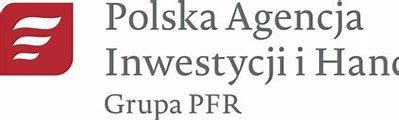 Polska Agencja
Inwestycji i Hand
Grupa PFR